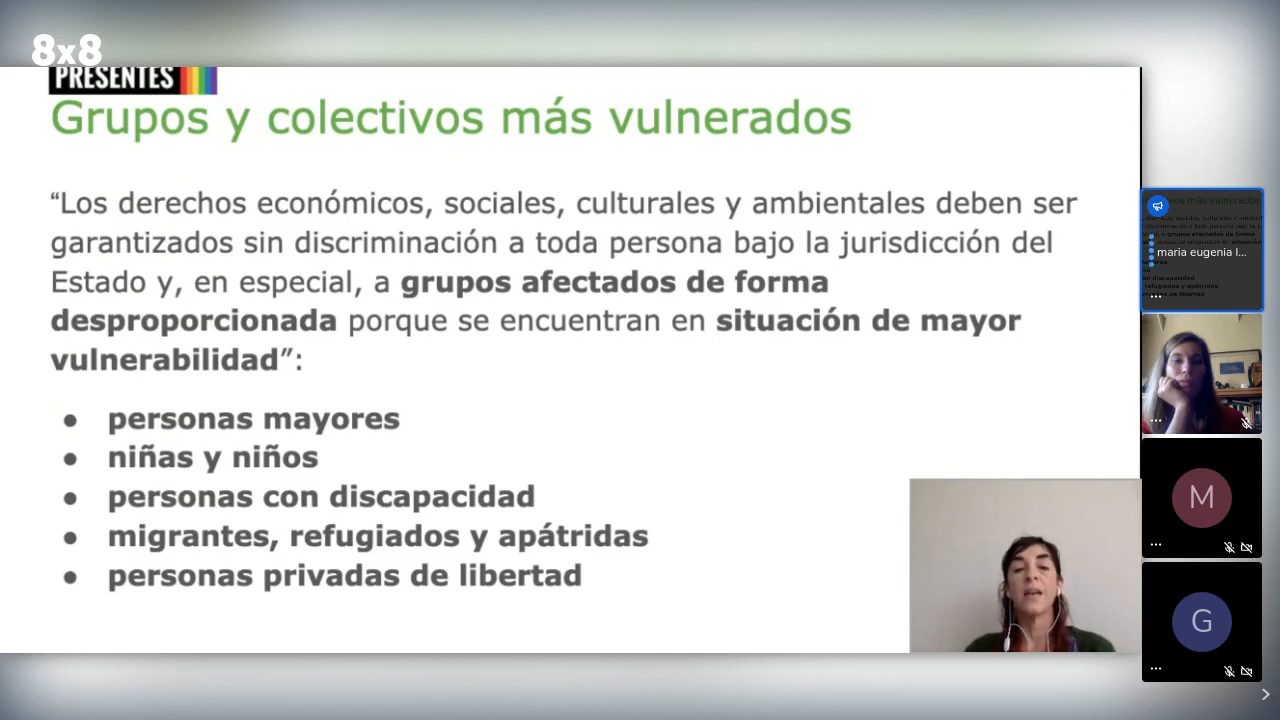 8x8
PRESENTES
Grupos y colectivos más vulnerados
“Los derechos económicos, sociales, culturales y ambientales deben ser
garantizados sin discriminación a toda persona bajo la jurisdicción del
Estado y, en especial, a grupos afectados de forma
desproporcionada porque se encuentran en situación de mayor
vulnerabilidad”:
● personas mayores
● niñas y niños
● personas con discapacidad
● migrantes, refugiados y apátridas
● personas privadas de libertad
maria eugenia l...
M
G